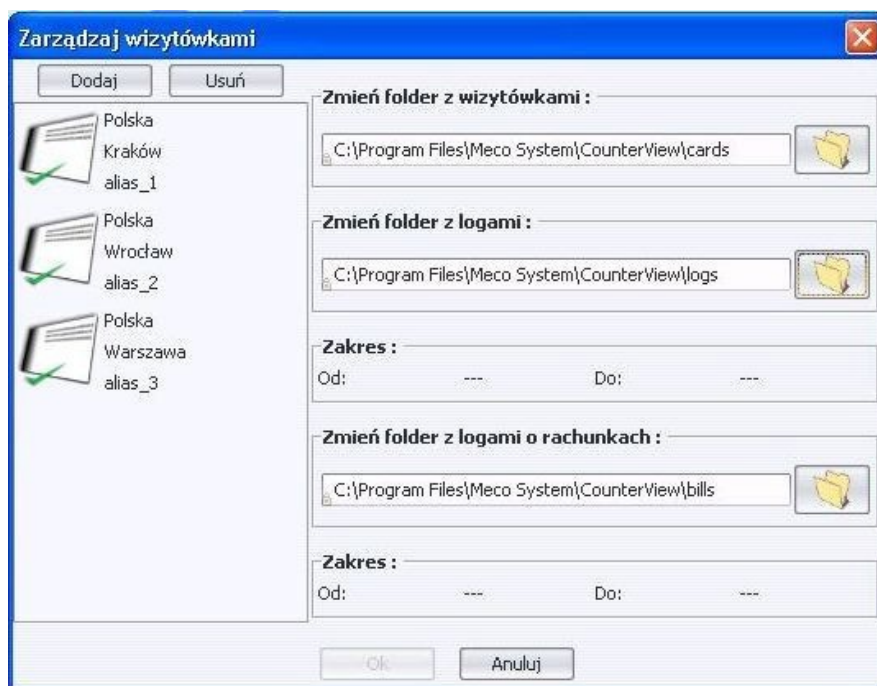 Zarządzaj wizytówkami
Dodaj Usuń
Polska
Kraków
alias_1
Polska
Wrocław
alias_2
Polska
Warszawa
alias_3
Zmień folder z wizytówkami :
C:\Program Files\Meco System\CounterView\cards
Zmień folder z logami :
C:\Program Files\Meco System\CounterView\logs
Zakres :
Od: --- Do: ---
Zmień folder z logami o rachunkach :
C:\Program Files\Meco System\CounterView\bills
Zakres :
Od: --- Do: ---
Ok Anuluj